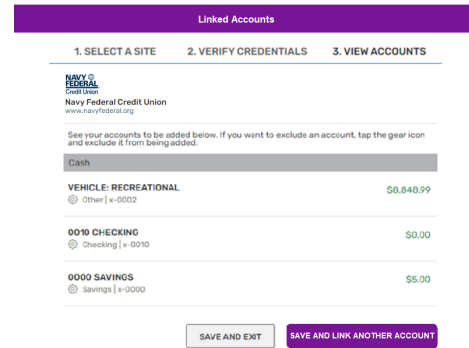 Linked Accounts
1. SELECT A SITE 2. VERIFY CREDENTIALS 3. VIEW ACCOUNTS
NAVY
FEDERAL
Credit Union
Navy Federal Credit Union
www.navyfederal.org
See your accounts to be added below. If you want to exclude an account, tap the gear icon
and exclude it from being added.
Cash
VEHICLE: RECREATIONAL $8,848.99
Other | x-0002
0010 CHECKING $0.00
Checking | x-0010
0000 SAVINGS $5.00
Savings | x-0000
SAVE AND EXIT SAVE AND LINK ANOTHER ACCOUNT